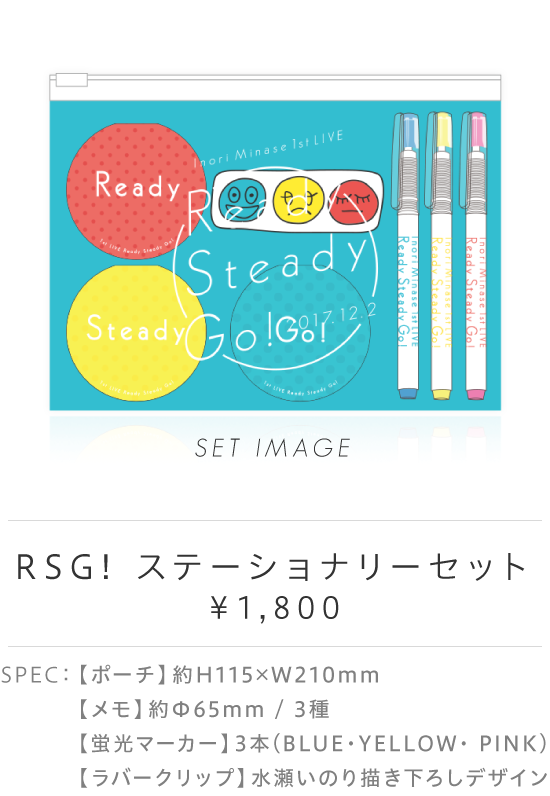 Inori Minase 1st LIVE
Ready
Steady
Go!
2017.12.2
Ready
1st LIVE Ready Steady Go!
Steady
1st LIVE Ready Steady Go!
!Go!
1st LIVE Ready Steady Go!
Inori Minase 1st LIVE
Ready Steady Go!
Inori Minase 1st LIVE
Ready Steady Go!
Inori Minase 1st LIVE
Ready Steady Go!
SET IMAGE
RSG! ステーショナリーセット
¥1,800
SPEC:【ポーチ】約H115×W210mm
【メモ】約Φ65mm / 3種
【蛍光マーカー】3本(BLUE・YELLOW・ PINK)
【ラバークリップ】水瀬いのり描き下ろしデザイン